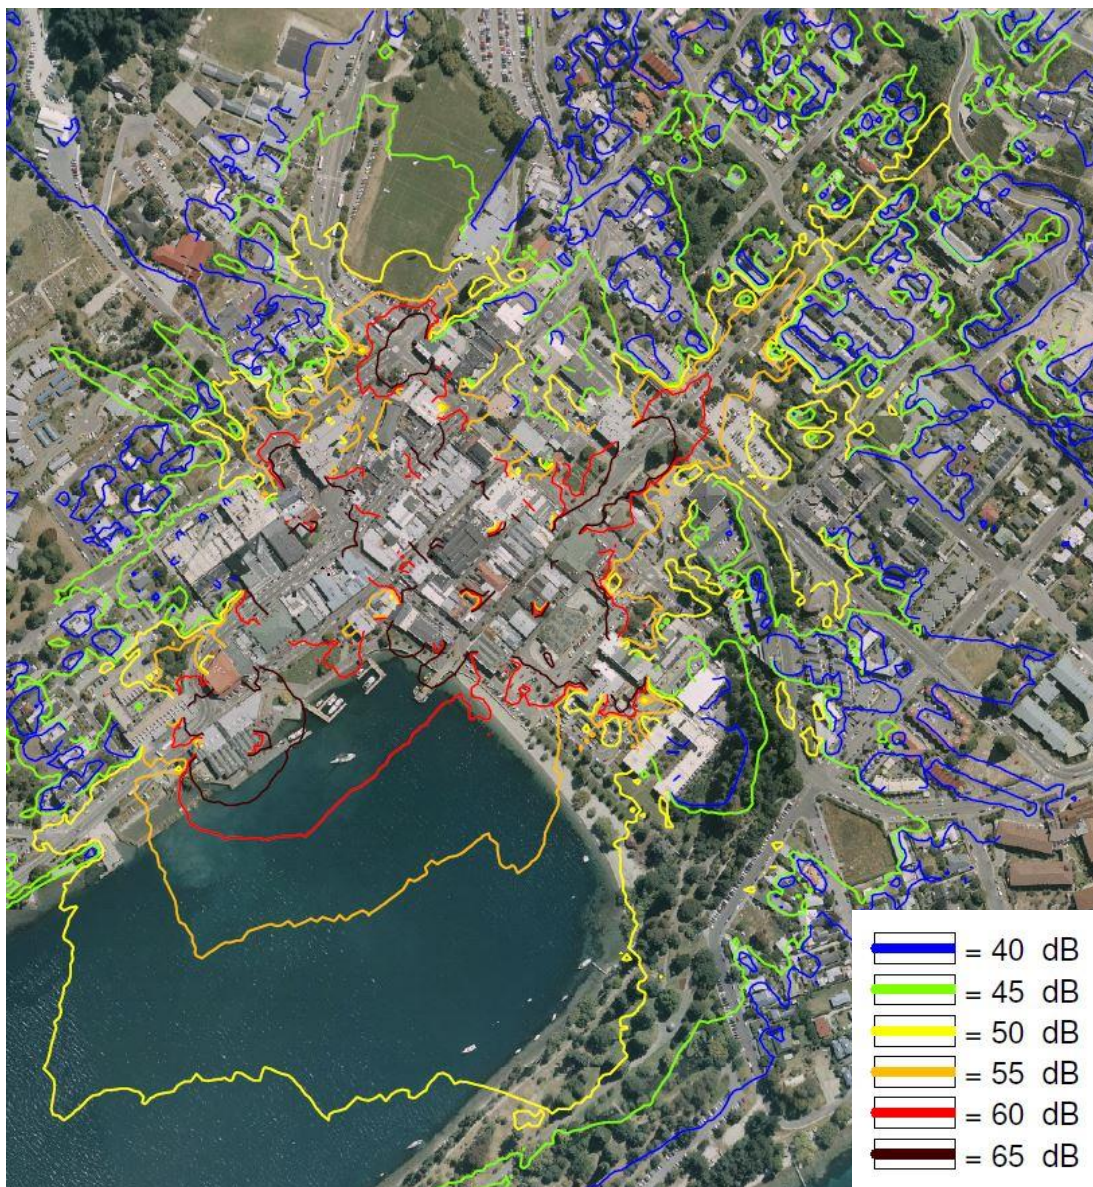 = 40 dB
= 45 dB
= 50 dB
= 55 dB
= 60 dB
= 65 dB